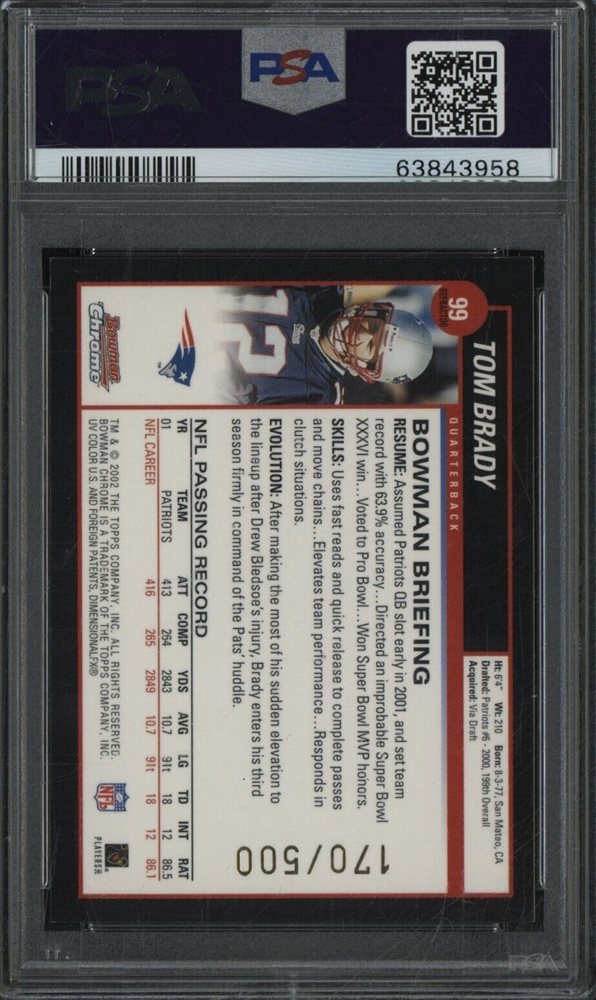 PSA
PSA
63843958
99
REFRACTOR
TOM BRADY
QUARTERBACK
Ht: 6'4" Wt: 210 Born: 8-3-77, San Mateo, CA
Drafted: Patriots #6 - 2000, 199th Overall
Acquired: Via Draft
12
BOWMAN BRIEFING
RESUME: Assumed Patriots QB slot early in 2001, and set team
record with 63.9% accuracy...Directed an improbable Super Bowl
XXXVI win...Voted to Pro Bowl...Won Super Bowl MVP honors.
SKILLS: Uses fast reads and quick release to complete passes
and move chains...Elevates team performance...Responds in
clutch situations.
EVOLUTION: After making the most of his sudden elevation to
the lineup after Drew Bledsoe's injury, Brady enters his third
season firmly in command of the Pats' huddle.
170/500
NFL PASSING RECORD
YR TEAM ATT COMP YDS AVG LG TD INT RAT
01 PATRIOTS 413 264 2843 10.7 91t 18 12 86.5
NFL CAREER 416 265 2849 10.7 91t 18 12 86.1
Bowman
Chrome
TM & © 2002 THE TOPPS COMPANY, INC. ALL RIGHTS RESERVED.
BOWMAN CHROME IS A TRADEMARK OF THE TOPPS COMPANY, INC.
UV COLOR U.S. AND FOREIGN PATENTS, DIMENSIONALFX®
NFL
PLAYERS
PSA